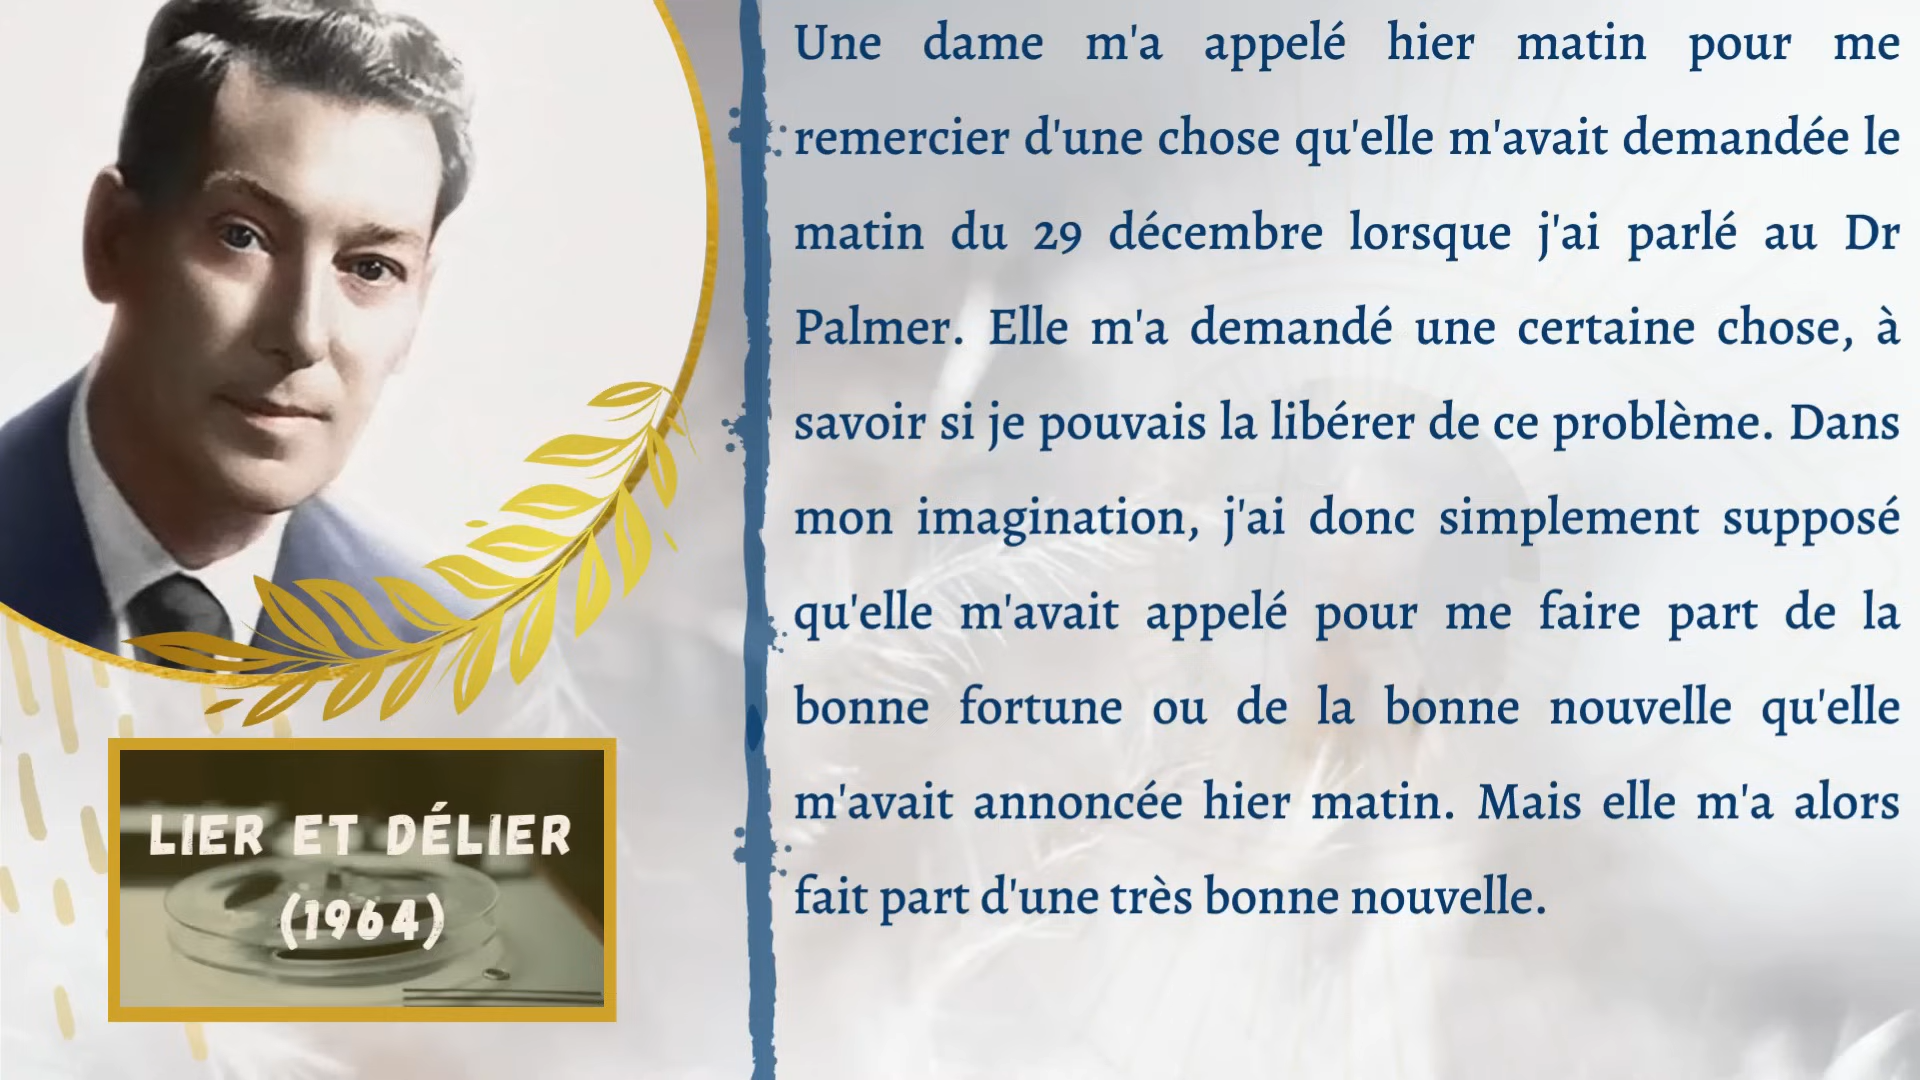 Une dame m'a appelé hier matin pour me
remercier d'une chose qu'elle m'avait demandée le
matin du 29 décembre lorsque j'ai parlé au Dr
Palmer. Elle m'a demandé une certaine chose, à
savoir si je pouvais la libérer de ce problème. Dans
mon imagination, j'ai donc simplement supposé
qu'elle m'avait appelé pour me faire part de la
bonne fortune ou de la bonne nouvelle qu'elle
m'avait annoncée hier matin. Mais elle m'a alors
fait part d'une très bonne nouvelle.
LIER ET DÉLIER
(1964)